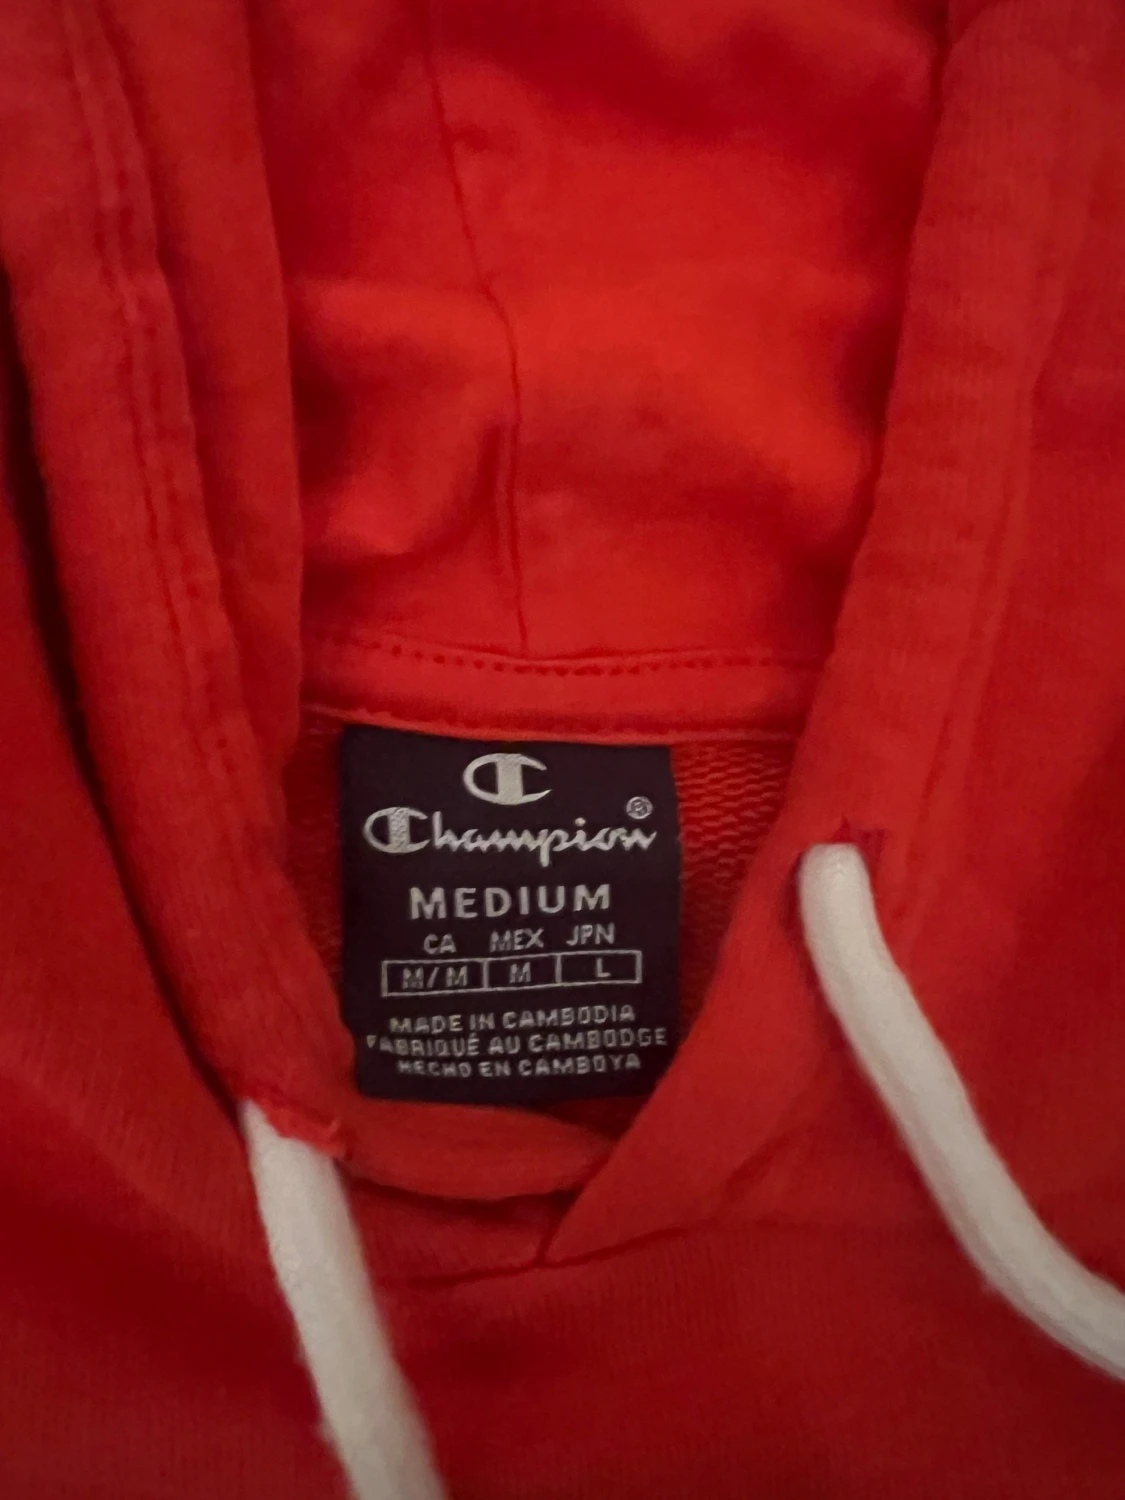 Champion®
MEDIUM
CA MEX JPN
M/M M L
MADE IN CAMBODIA
FABRIQUÉ AU CAMBODGE
HECHO EN CAMBOYA